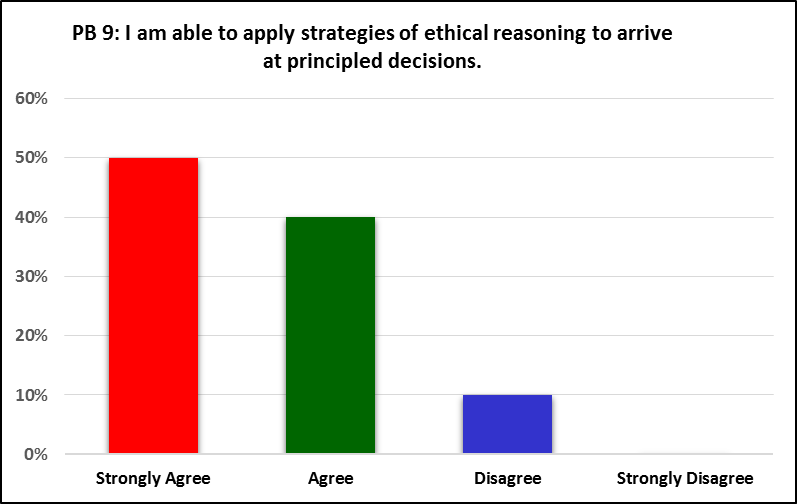 PB 9: I am able to apply strategies of ethical reasoning to arrive
at principled decisions.
60%
50%
40%
30%
20%
10%
0%
Strongly Agree
Agree
Disagree
Strongly Disagree